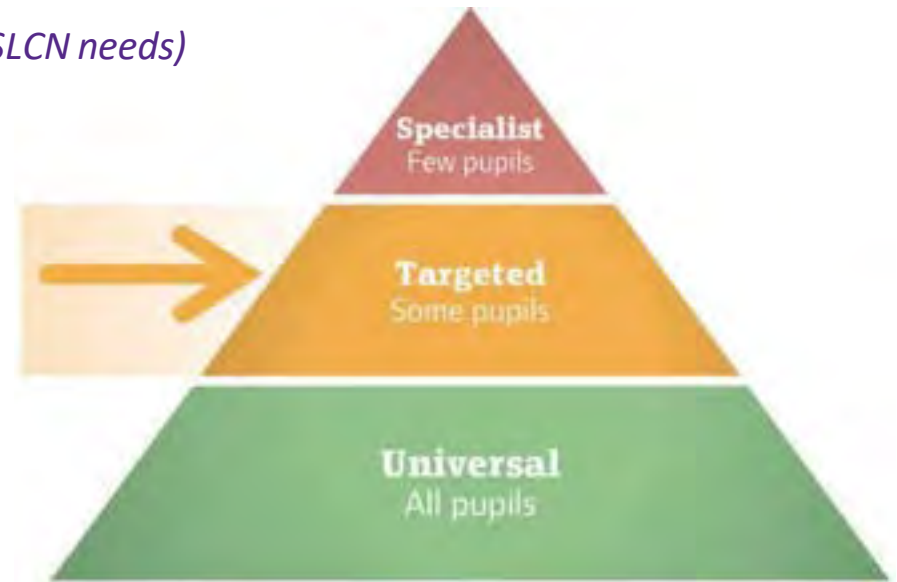 SLCN needs)
Specialist
Few pupils
Targeted
Some pupils
Universal
All pupils